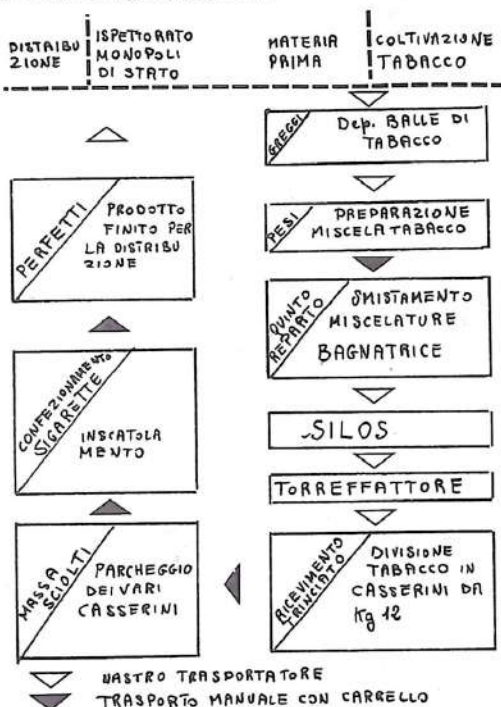 DISTRIBU
ZIONE
ISPETTORATO
MONOPOLI
DI STATO
MATERIA
PRIMA
COLTIVAZIONE
TABACCO
GREGGI
Dep. BALLE DI
TABACCO
PESI
PREPARAZIONE
MISCELA TABACCO
QUINTO
REPARTO
SMISTAMENTO
MISCELATURE
BAGNATRICE
SILOS
TORREFFATTORE
RICEVIMENTO
TRINCIATO
DIVISIONE
TABACCO IN
CASSERINI DA
Kg 12
MASSA
SCIOLTI
PARCHEGGIO
DEI VARI
CASSERINI
CONFEZIONAMENTO
SIGARETTE
INSCATOLA
MENTO
PERFETTI
PRODOTTO
FINITO PER
LA DISTRIBU
ZIONE
NASTRO TRASPORTATORE
TRASPORTO MANUALE CON CARRELLO